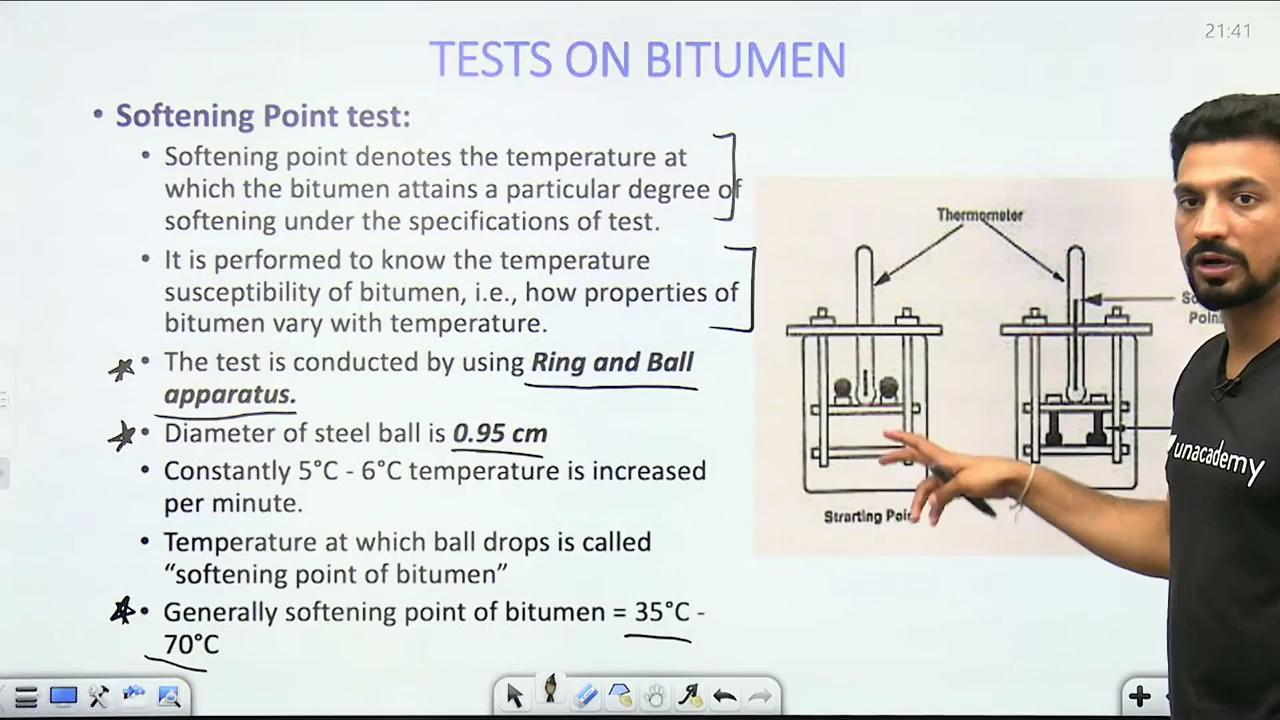 21:41
TESTS ON BITUMEN
• Softening Point test:
• Softening point denotes the temperature at
which the bitumen attains a particular degree of
softening under the specifications of test.
• It is performed to know the temperature
susceptibility of bitumen, i.e., how properties of
bitumen vary with temperature.
• The test is conducted by using Ring and Ball
apparatus.
• Diameter of steel ball is 0.95 cm
• Constantly 5°C - 6°C temperature is increased
per minute.
• Temperature at which ball drops is called
“softening point of bitumen”
• Generally softening point of bitumen = 35°C -
70°C
Thermometer
Strarting
unacademy